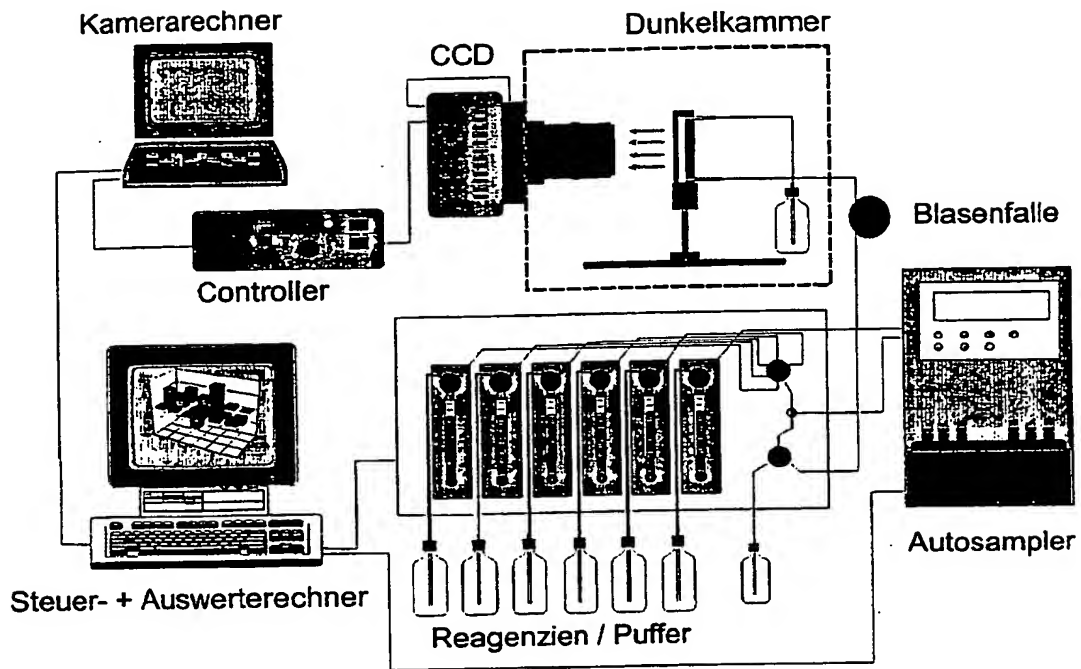 Kamerarechner
Dunkelkammer
CCD
Blasenfalle
Controller
Autosampler
Steuer- + Auswerterechner
Reagenzien / Puffer